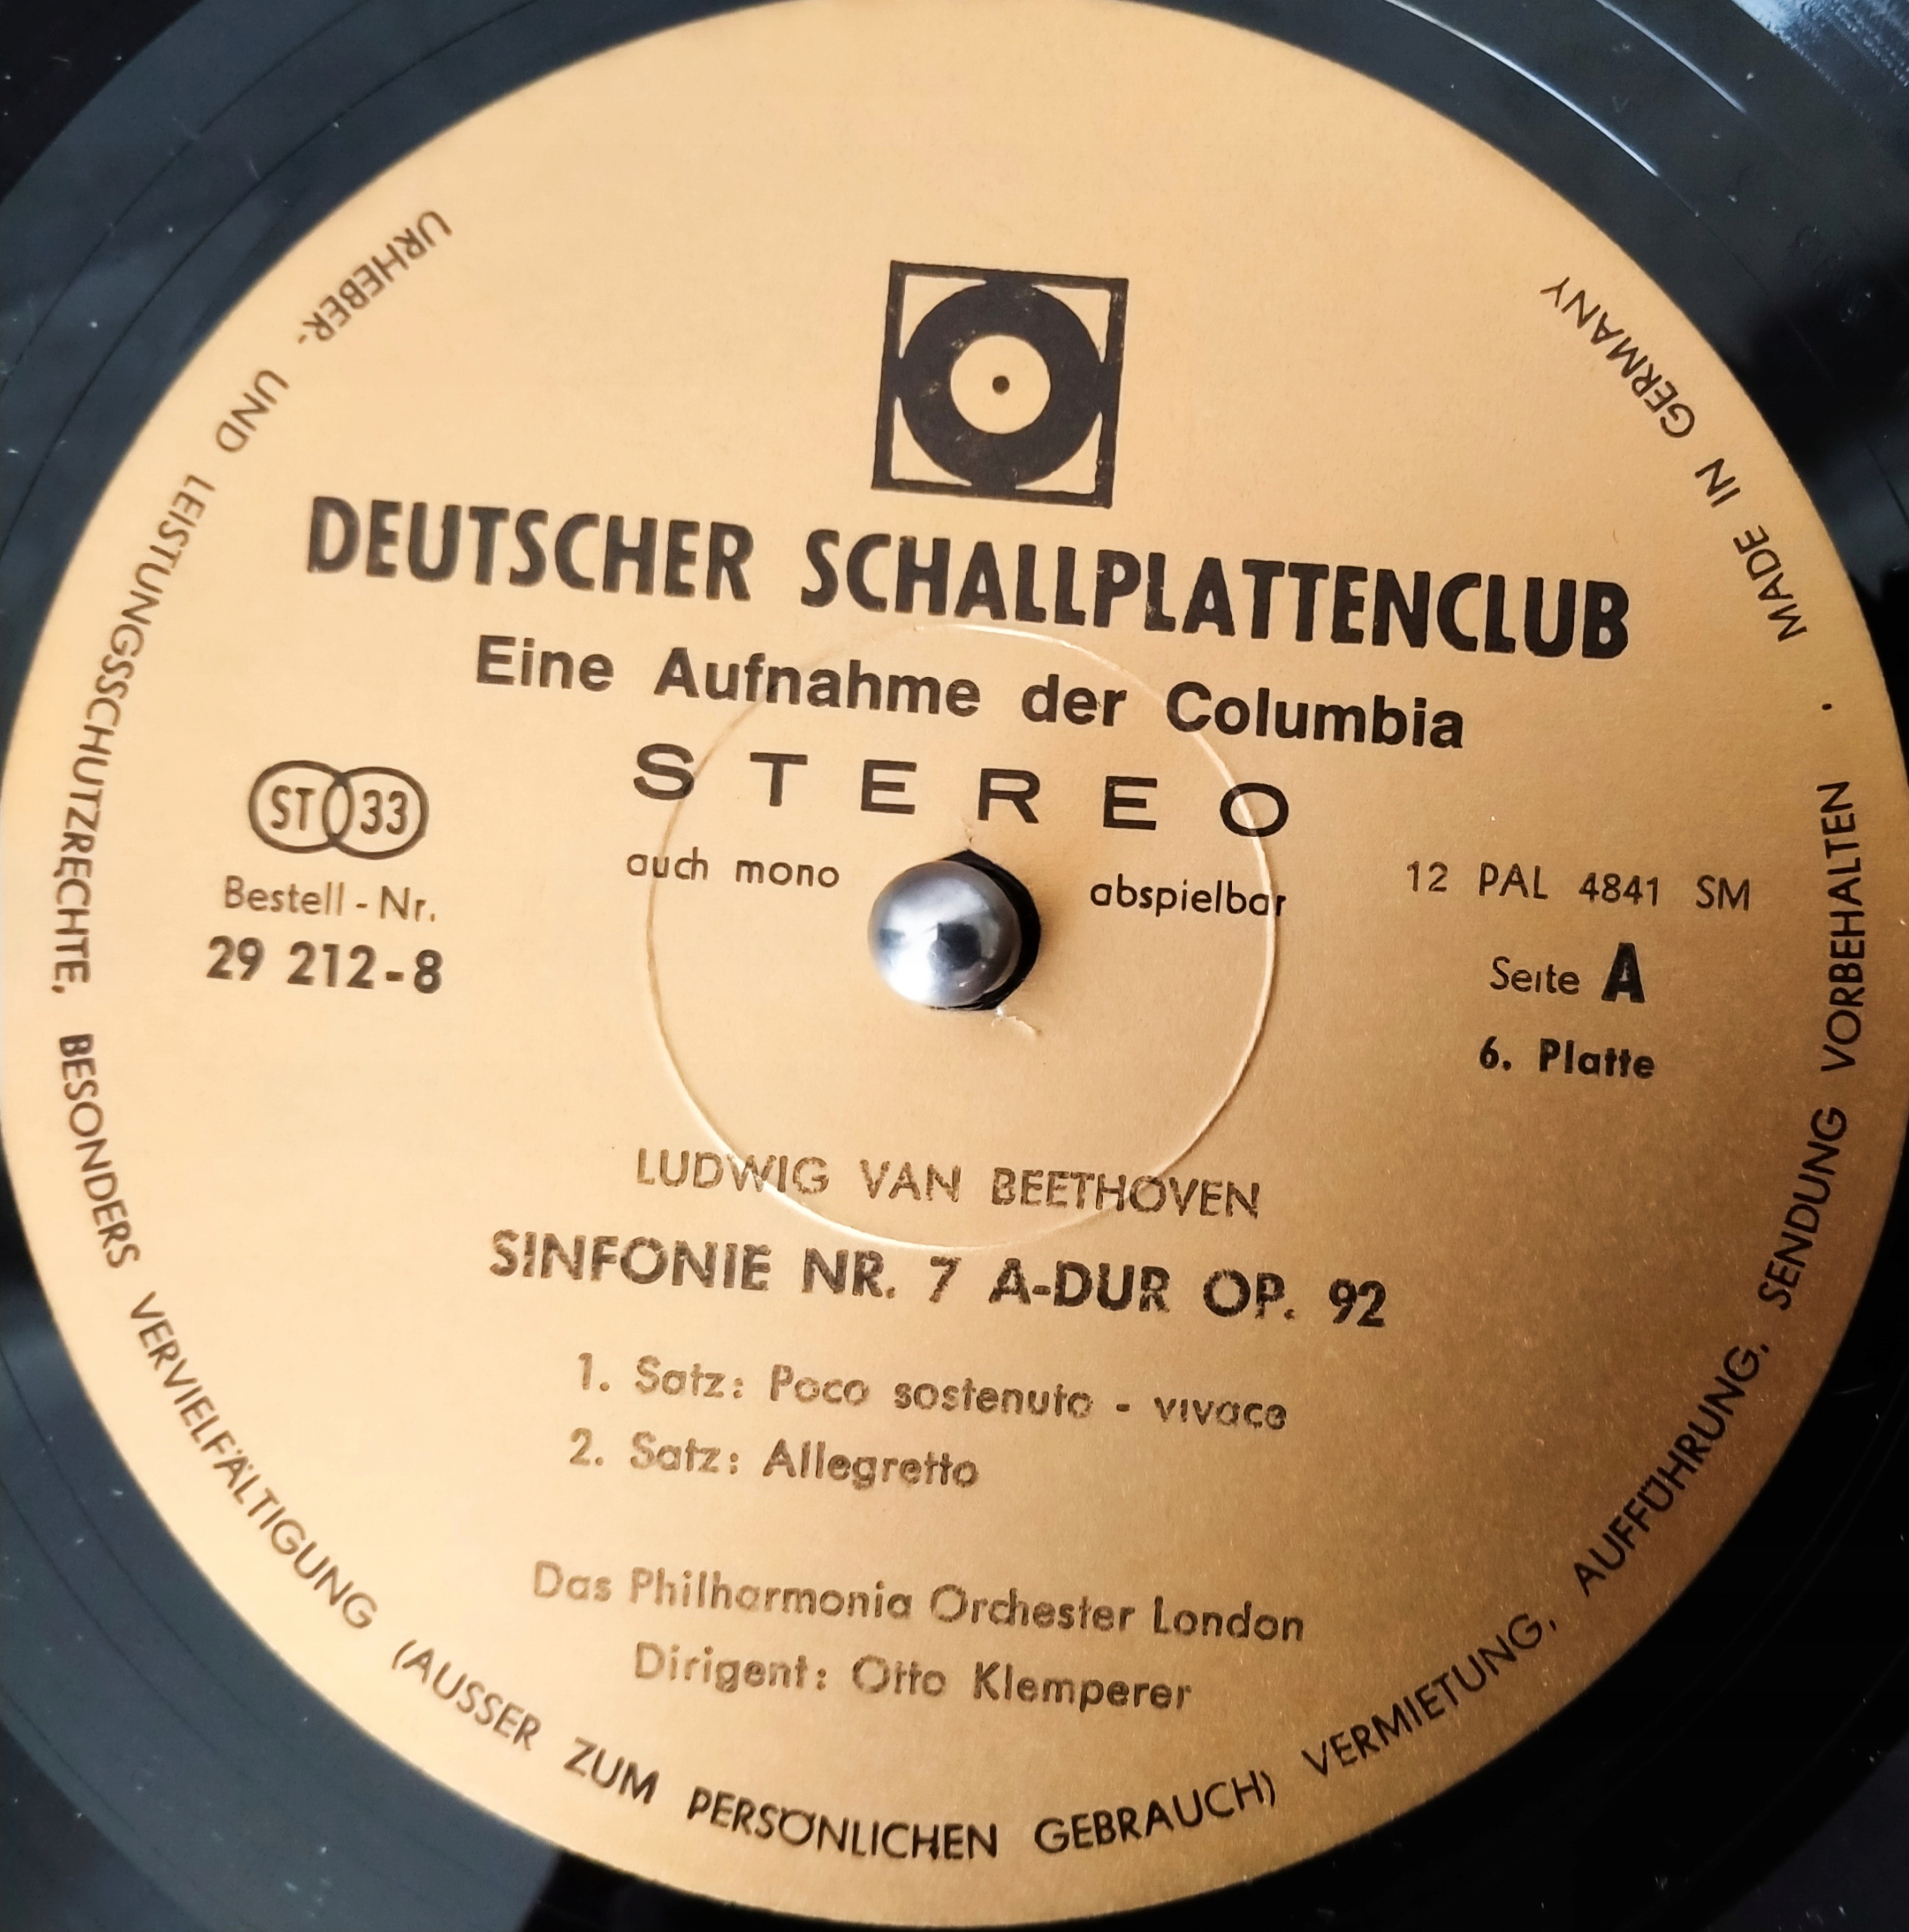 DEUTSCHER SCHALLPLATTENCLUB
Eine Aufnahme der Columbia
STEREO
auch mono abspielbar
ST 33
Bestell - Nr.
29 212-8
12 PAL 4841 SM
Seite A
6. Platte
LUDWIG VAN BEETHOVEN
SINFONIE NR. 7 A-DUR OP. 92
1. Satz: Poco sostenuto - vivace
2. Satz: Allegretto
Das Philharmonia Orchester London
Dirigent: Otto Klemperer
URHEBER- UND LEISTUNGSSCHUTZRECHTE, BESONDERS VERVIELFÄLTIGUNG (AUSSER ZUM PERSÖNLICHEN GEBRAUCH) VERMIETUNG, AUFFÜHRUNG, SENDUNG VORBEHALTEN · MADE IN GERMANY